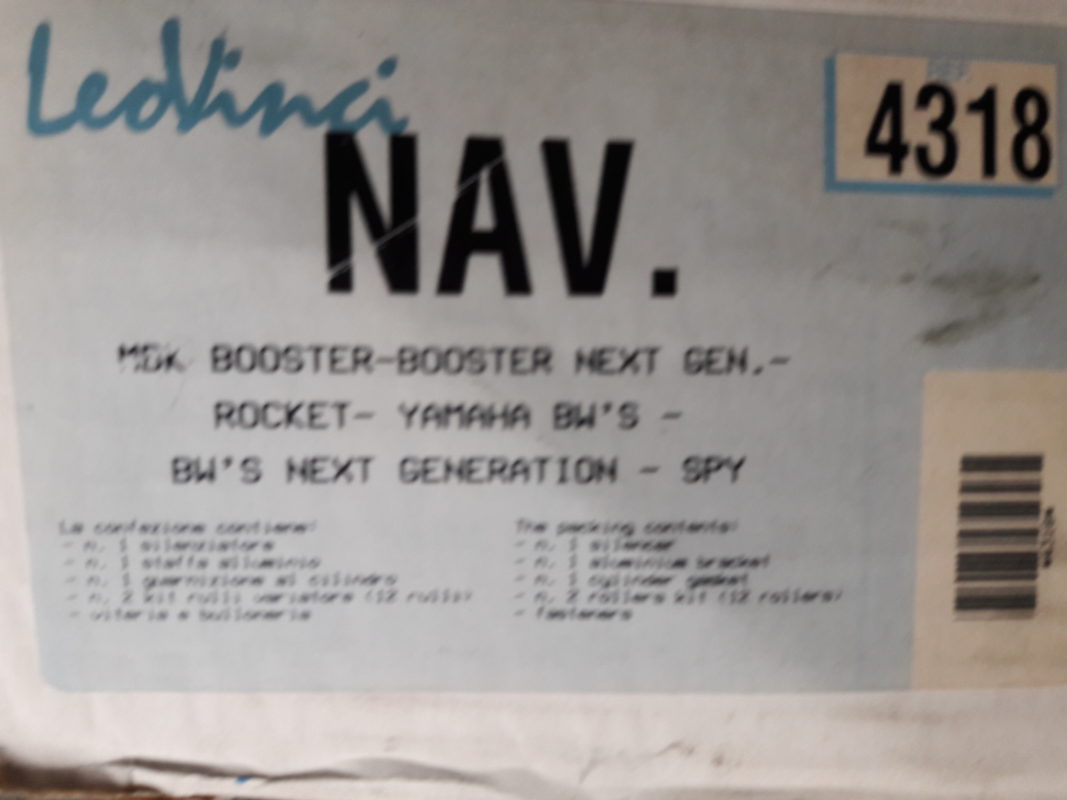 LeoVinci
4318
NAV.
MBK BOOSTER-BOOSTER NEXT GEN.-
ROCKET- YAMAHA BW'S -
BW'S NEXT GENERATION - SPY
La confezione contiene:
- n. 1 silenziatore
- n. 1 staffa alluminio
- n. 1 guarnizione al cilindro
- n. 2 kit rulli variatore (12 rulli)
- viteria e bulloneria
The packing contents:
- n. 1 silencer
- n. 1 aluminium bracket
- n. 1 cylinder gasket
- n. 2 rollers kit (12 rollers)
- fasteners